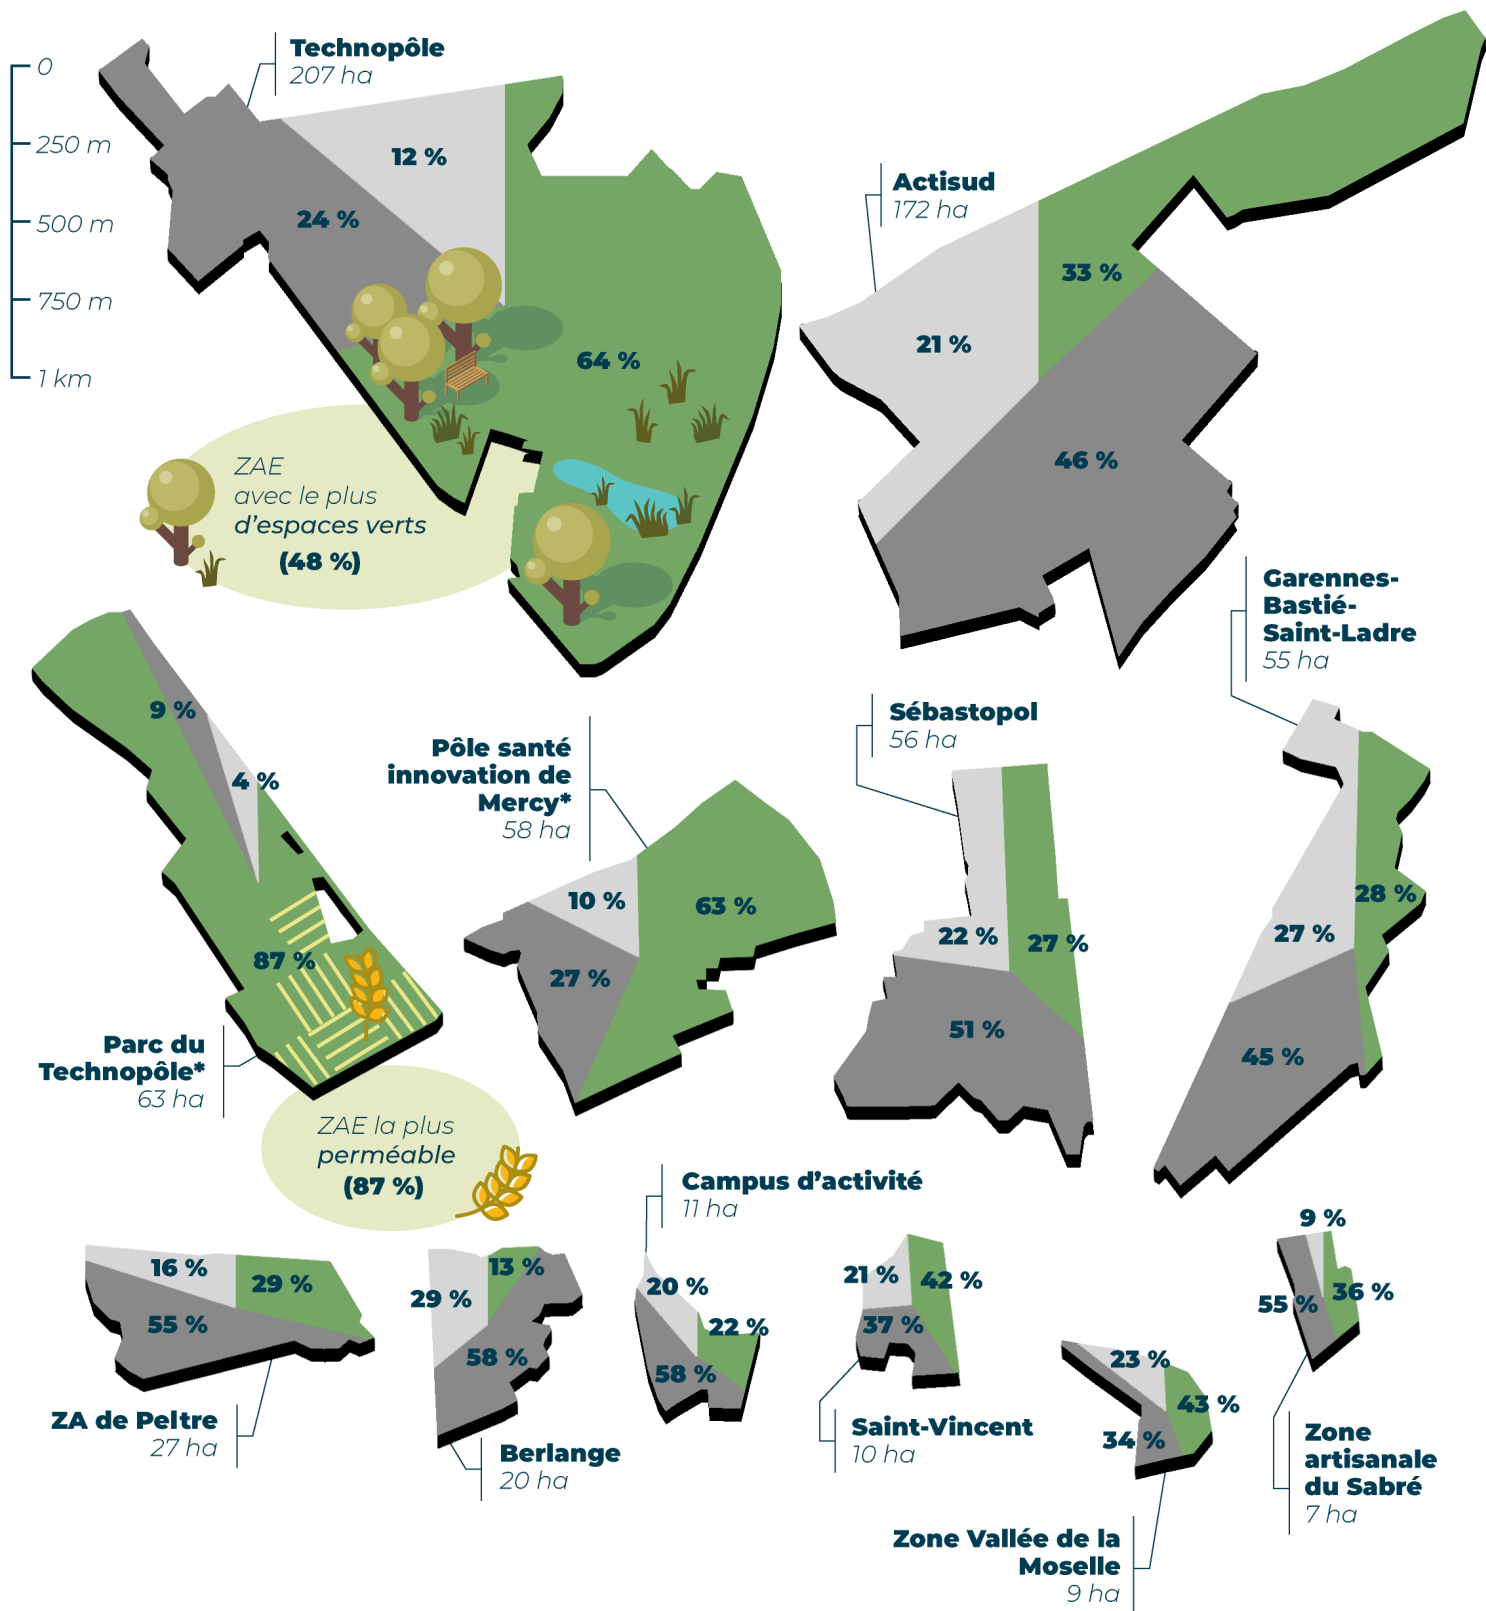 Technopôle
207 ha
0
250 m
500 m
750 m
1 km
12 %
24 %
64 %
ZAE
avec le plus
d'espaces verts
(48 %)
Actisud
172 ha
33 %
21 %
46 %
Garennes-
Bastié-
Saint-Ladre
55 ha
28 %
27 %
45 %
9 %
4 %
87 %
Parc du
Technopôle*
63 ha
ZAE la plus
perméable
(87 %)
Pôle santé
innovation de
Mercy*
58 ha
10 %
63 %
27 %
Sébastopol
56 ha
22 %
27 %
51 %
16 %
29 %
55 %
ZA de Peltre
27 ha
13 %
29 %
58 %
Berlange
20 ha
Campus d'activité
11 ha
20 %
22 %
58 %
21 %
42 %
37 %
Saint-Vincent
10 ha
23 %
43 %
34 %
Zone Vallée de la
Moselle
9 ha
9 %
55 %
36 %
Zone
artisanale
du Sabré
7 ha